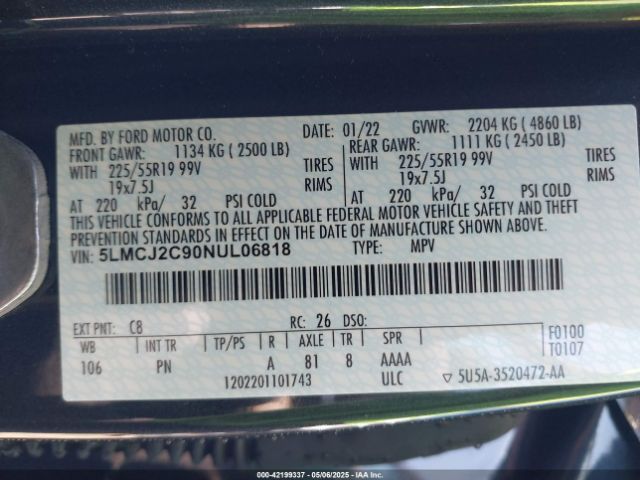 MFD. BY FORD MOTOR CO. DATE: 01/22 GVWR: 2204 KG ( 4860 LB)
FRONT GAWR: 1134 KG ( 2500 LB) REAR GAWR: 1111 KG ( 2450 LB)
WITH 225/55R19 99V TIRES WITH 225/55R19 99V TIRES
19x7.5J RIMS 19x7.5J RIMS
AT 220 kPa/ 32 PSI COLD AT 220 kPa/ 32 PSI COLD
THIS VEHICLE CONFORMS TO ALL APPLICABLE FEDERAL MOTOR VEHICLE SAFETY AND THEFT
PREVENTION STANDARDS IN EFFECT ON THE DATE OF MANUFACTURE SHOWN ABOVE.
VIN: 5LMCJ2C90NUL06818 TYPE: MPV
EXT PNT: C8 RC: 26 DSO:
WB INT TR TP/PS R AXLE TR SPR F0100
106 PN A 81 8 AAAA T0107
1202201101743 ULC ▽ 5U5A-3520472-AA
000-42199337 - 05/06/2025 - IAAI.COM